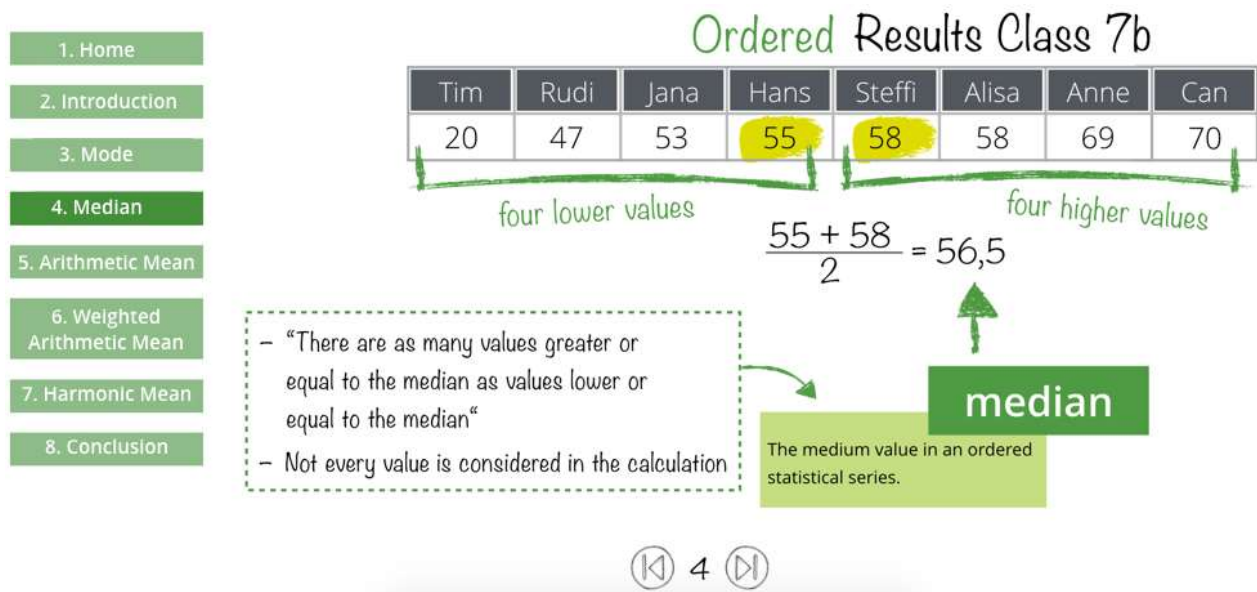 1. Home
2. Introduction
3. Mode
4. Median
5. Arithmetic Mean
6. Weighted
Arithmetic Mean
7. Harmonic Mean
8. Conclusion
Ordered Results Class 7b
Tim Rudi Jana Hans Steffi Alisa Anne Can
20 47 53 55 58 58 69 70
four lower values four higher values
55 + 58
2
= 56,5
– "There are as many values greater or
equal to the median as values lower or
equal to the median“
– Not every value is considered in the calculation
median
The medium value in an ordered
statistical series.
4